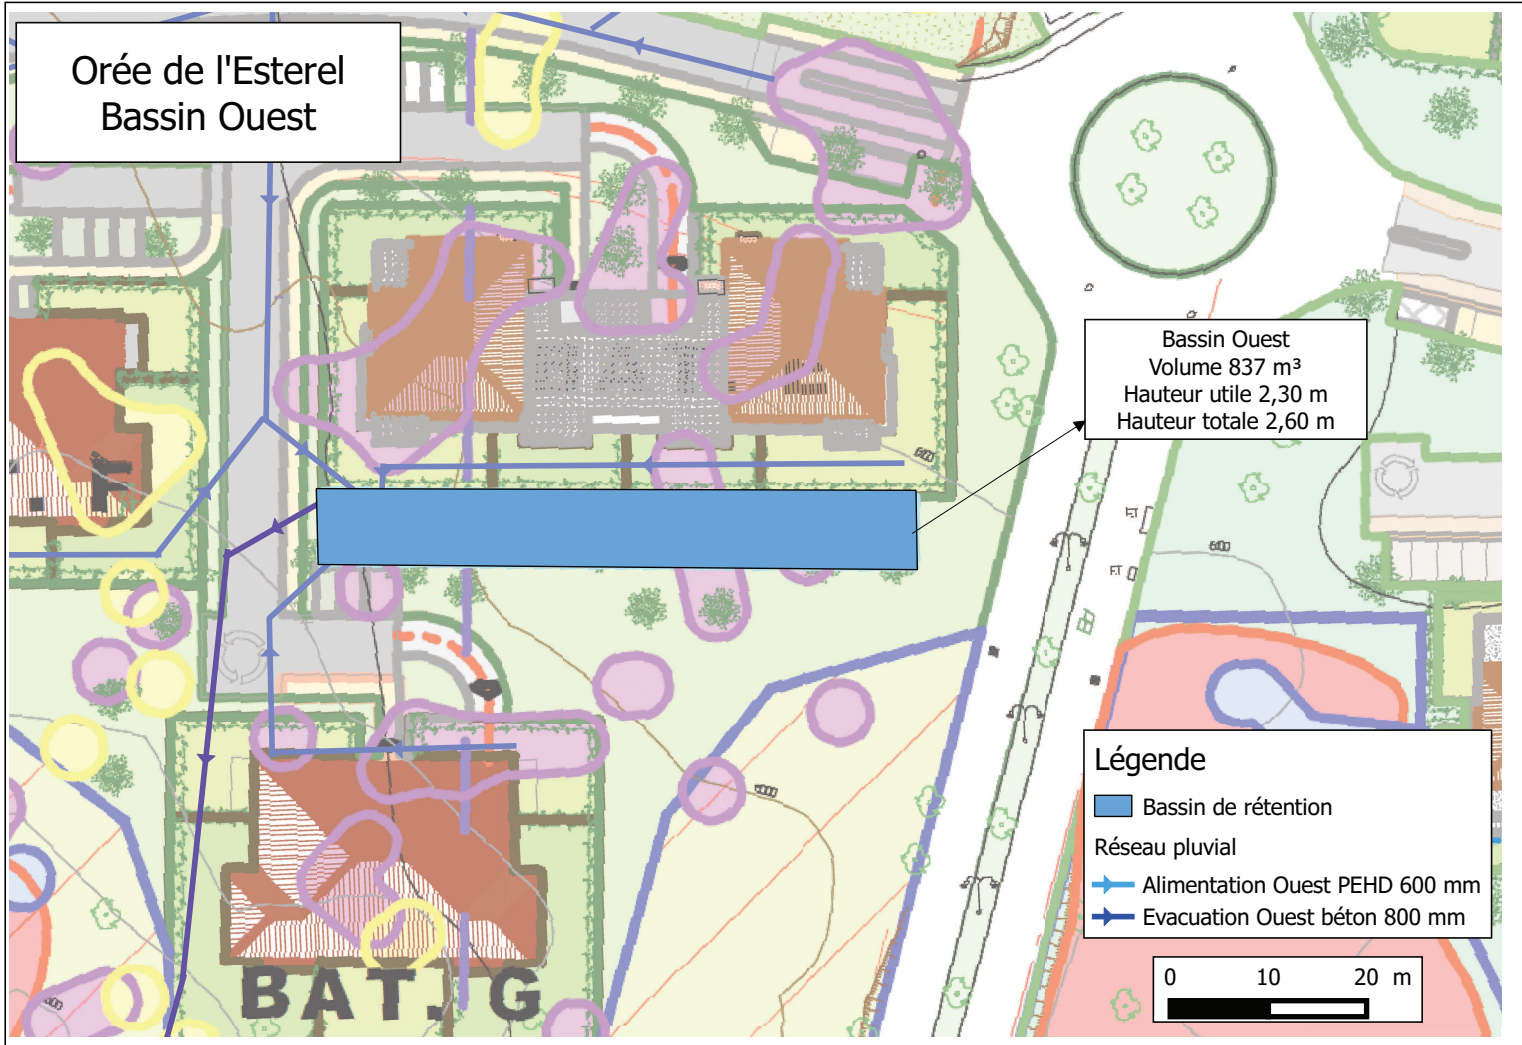 Orée de l'Esterel
Bassin Ouest
Bassin Ouest
Volume 837 m³
Hauteur utile 2,30 m
Hauteur totale 2,60 m
FT
FT
BAT. G
Légende
Bassin de rétention
Réseau pluvial
Alimentation Ouest PEHD 600 mm
Evacuation Ouest béton 800 mm
0 10 20 m